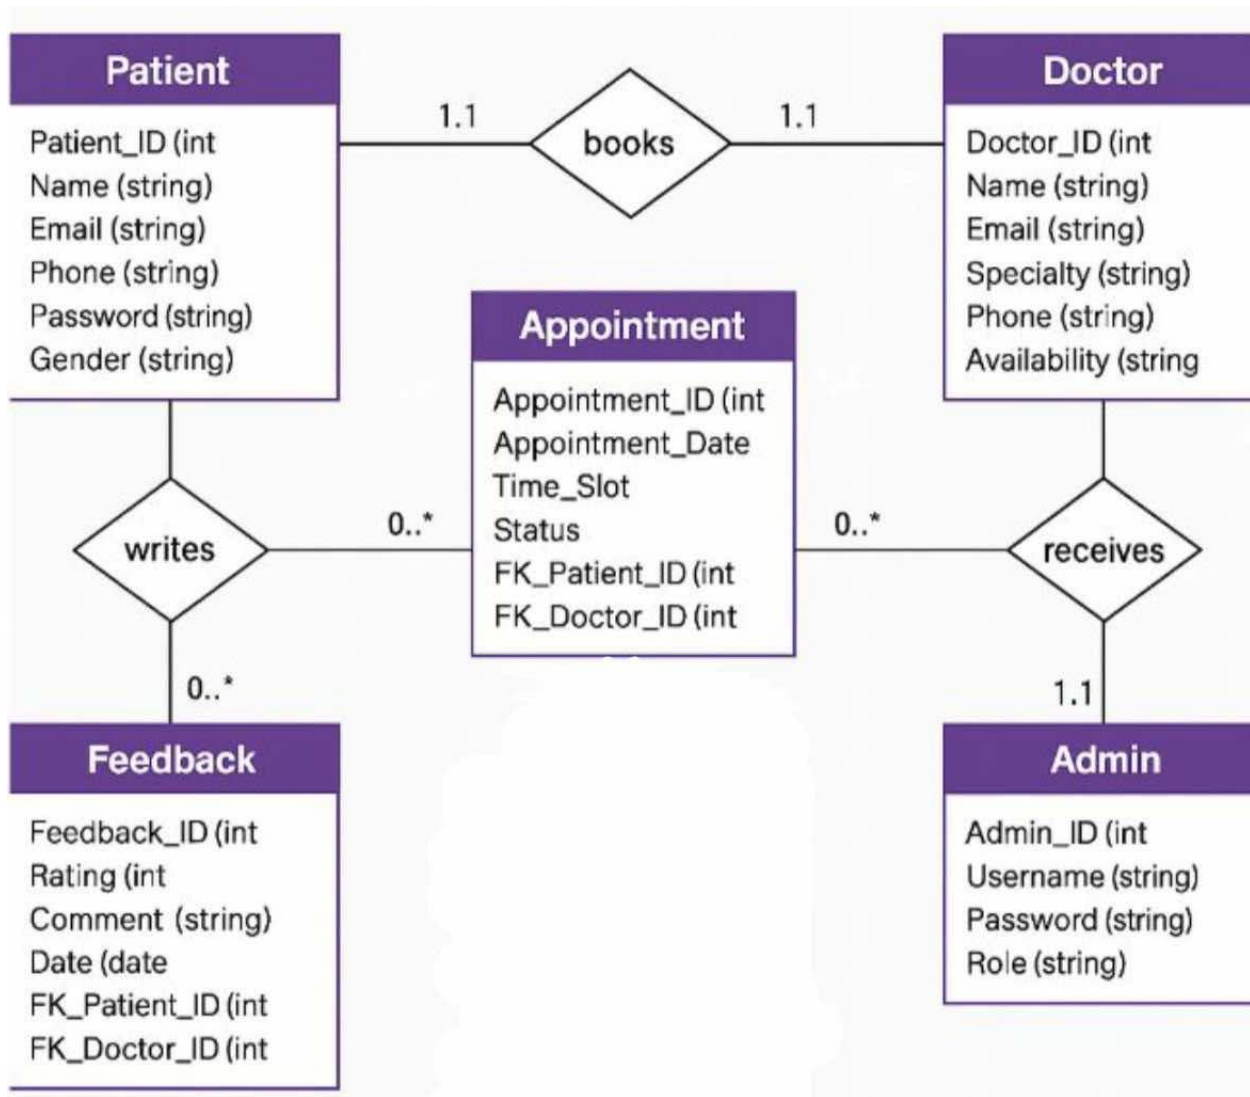 Patient
Patient_ID (int
Name (string)
Email (string)
Phone (string)
Password (string)
Gender (string)
1.1
books
1.1
Doctor
Doctor_ID (int
Name (string)
Email (string)
Specialty (string)
Phone (string)
Availability (string
Appointment
Appointment_ID (int
Appointment_Date
Time_Slot
Status
FK_Patient_ID (int
FK_Doctor_ID (int
writes
0..*
0..*
receives
0..*
1.1
Feedback
Feedback_ID (int
Rating (int
Comment (string)
Date (date
FK_Patient_ID (int
FK_Doctor_ID (int
Admin
Admin_ID (int
Username (string)
Password (string)
Role (string)